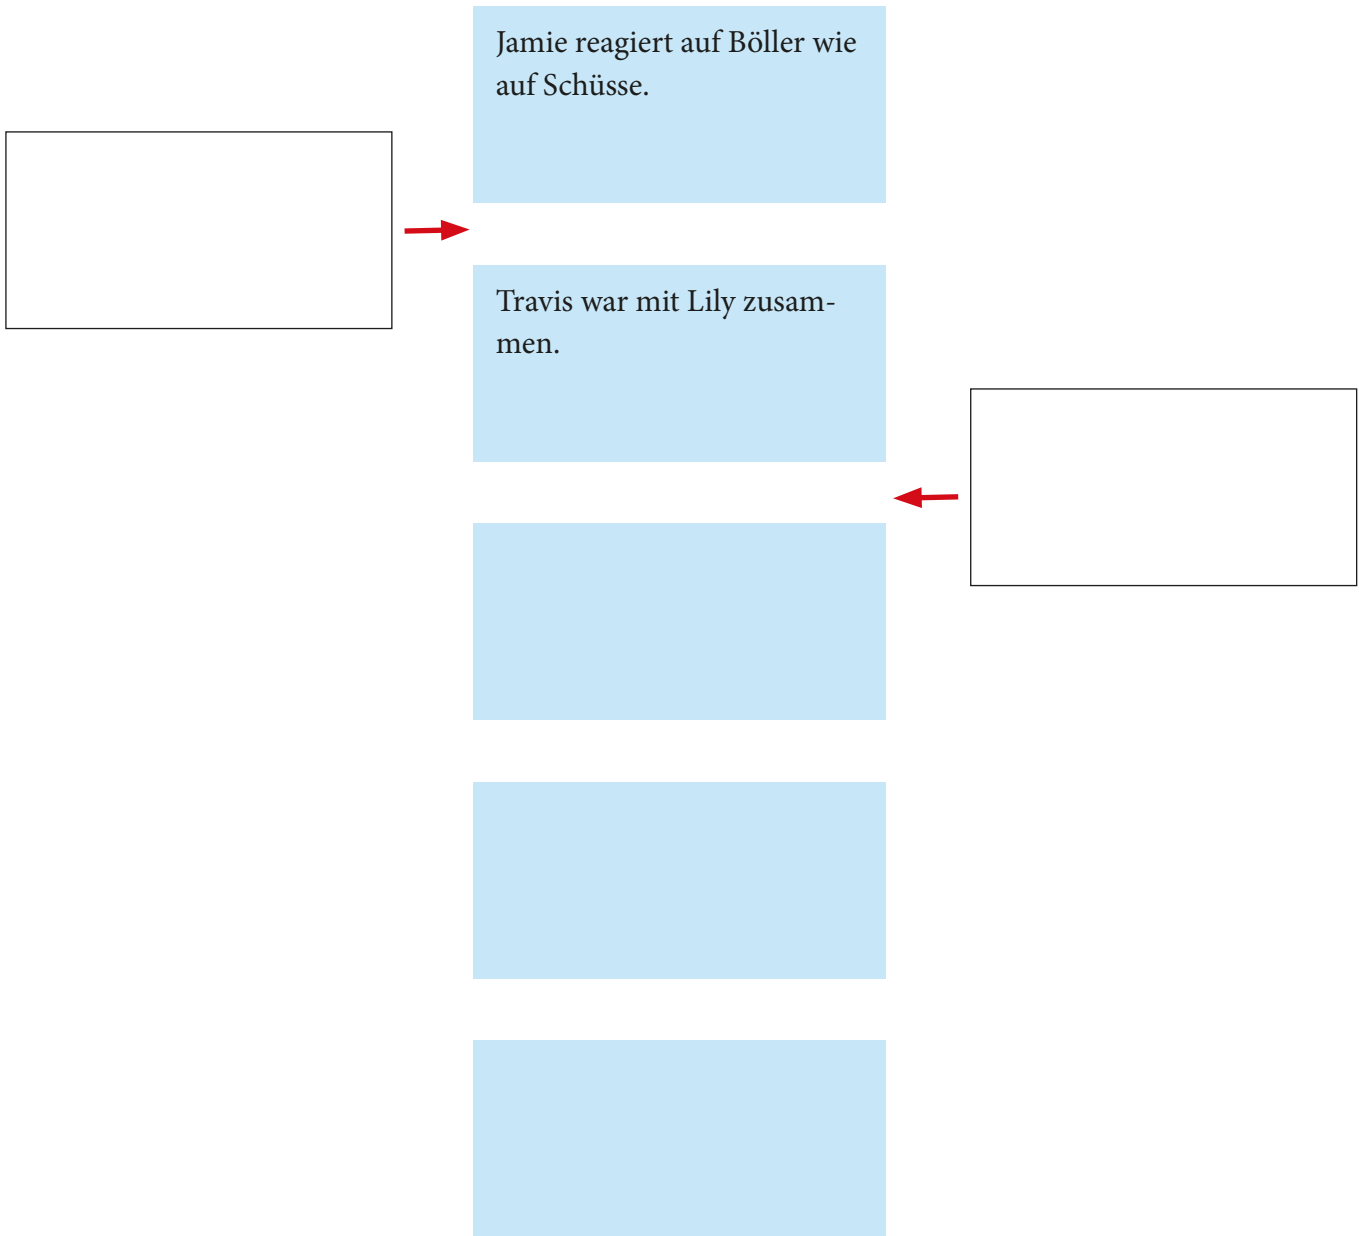 Jamie reagiert auf Böller wie
auf Schüsse.
Travis war mit Lily zusam-
men.